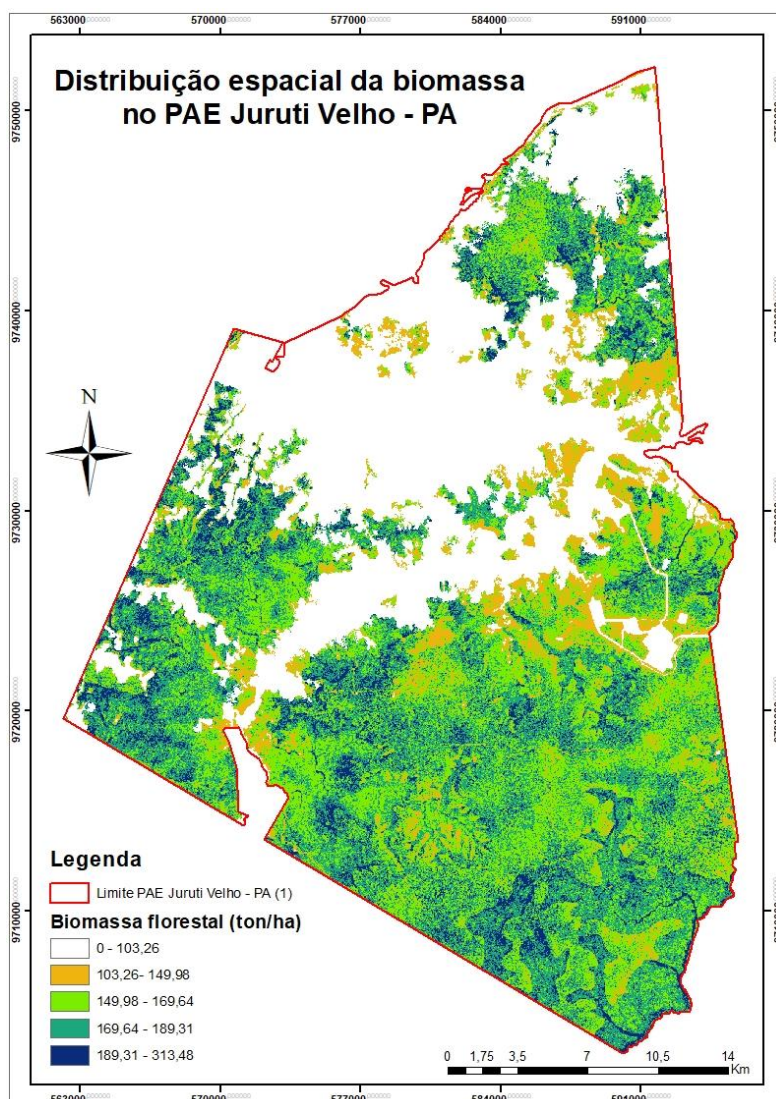 563000 570000 577000 584000 591000
Distribuição espacial da biomassa
no PAE Juruti Velho - PA
9750000
9740000
N
9730000
9720000
9710000
Legenda
Limite PAE Juruti Velho - PA (1)
Biomassa florestal (ton/ha)
0 - 103,26
103,26- 149,98
149,98 - 169,64
169,64 - 189,31
189,31 - 313,48
0 1,75 3,5 7 10,5 14
Km
563000 570000 577000 584000 591000